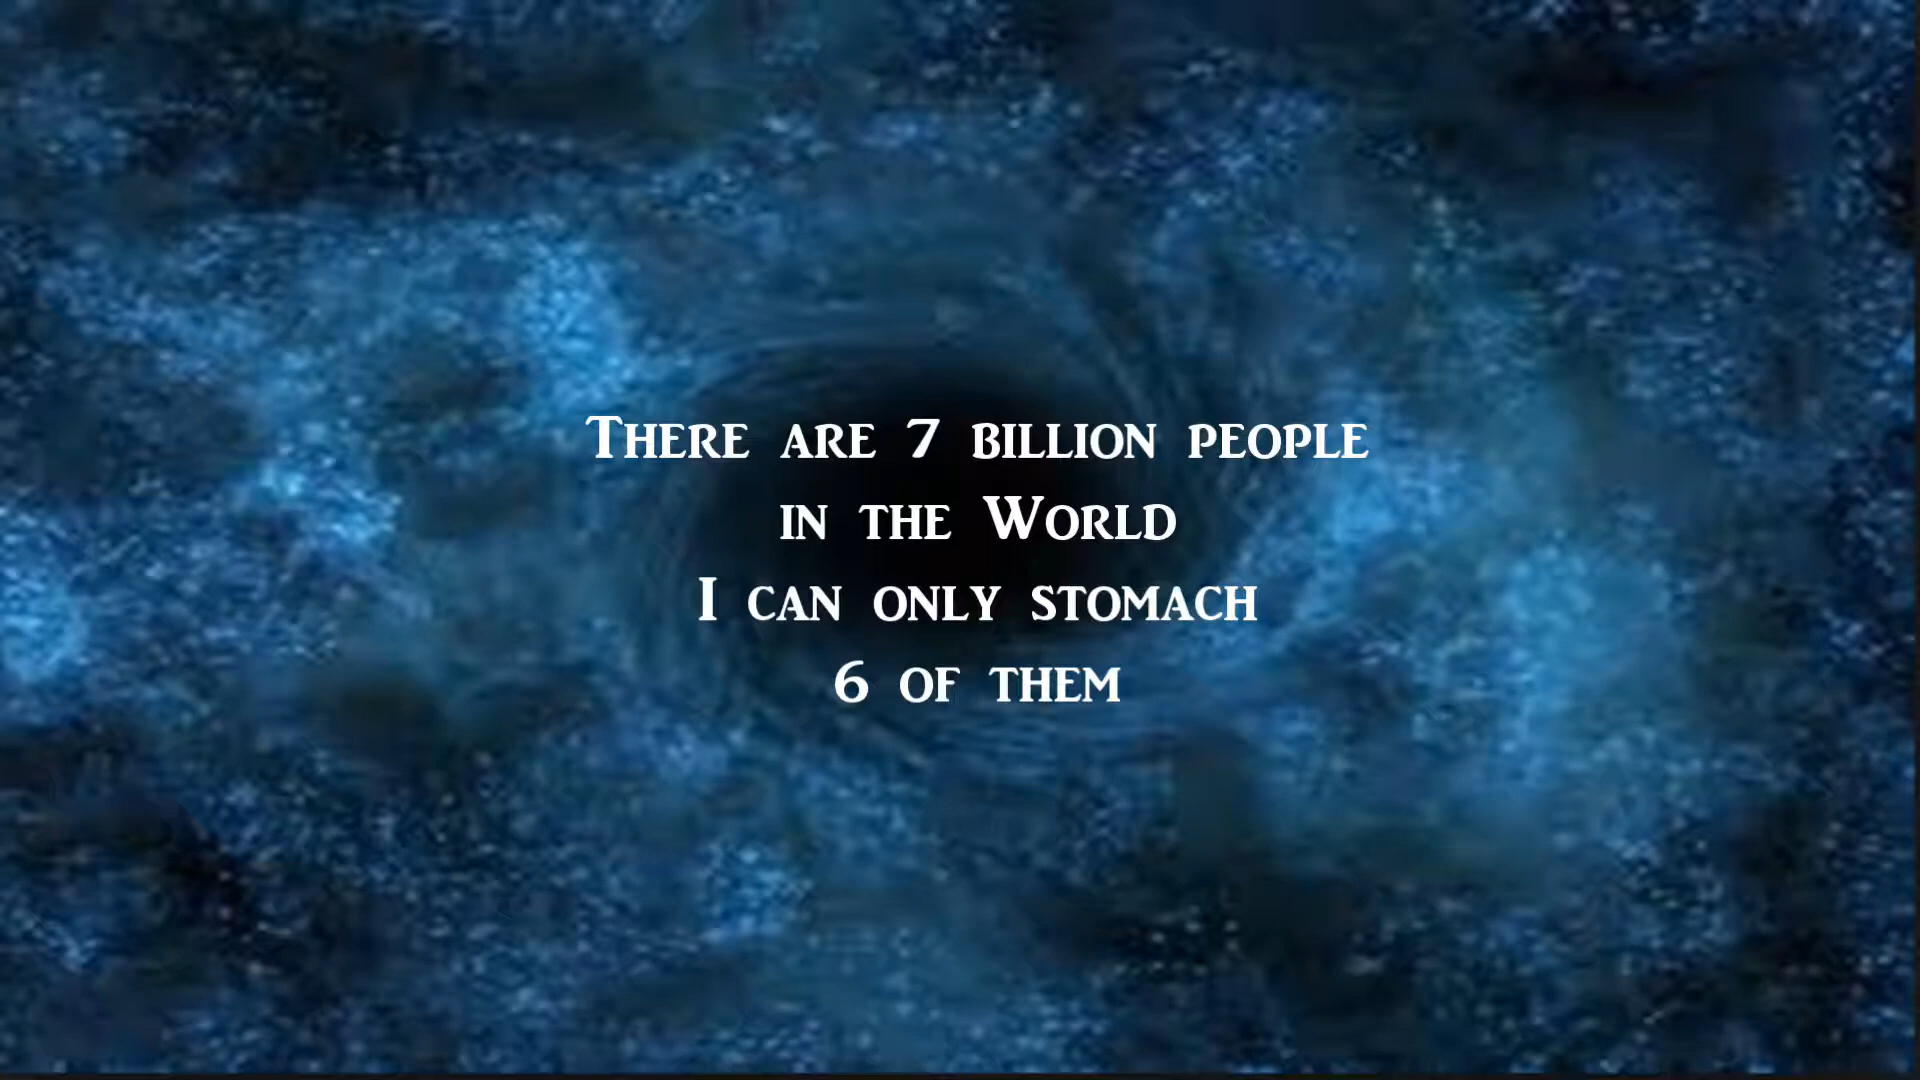 There are 7 billion people
in the World
I can only stomach
6 of them